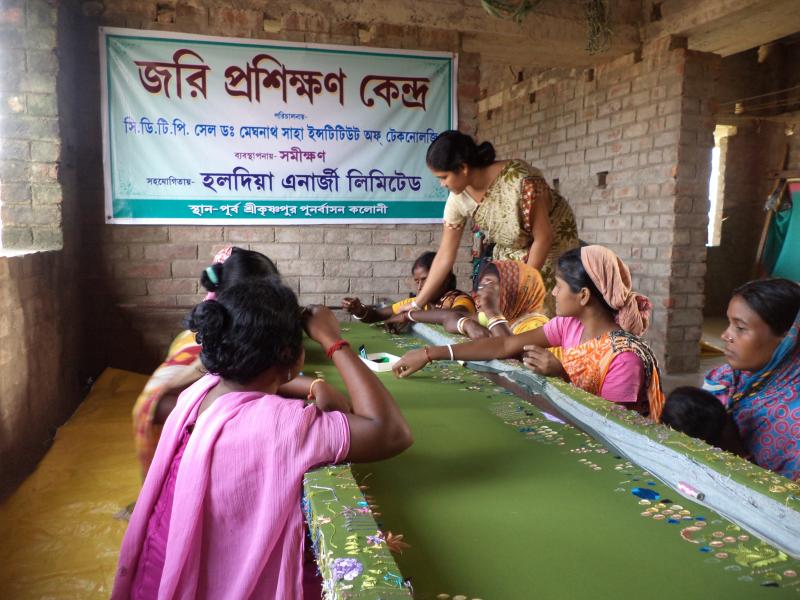 জরি প্রশিক্ষণ কেন্দ্র
পরিচালনায়-
সি.ডি.টি.পি. সেল ডঃ মেঘনাথ সাহা ইন্সটিটিউট অফ্ টেকনোলজি
ব্যবস্থাপনায়- সমীক্ষণ
সহযোগিতায়- হলদিয়া এনার্জী লিমিটেড
স্থান-পূর্ব শ্রীকৃষ্ণপুর পুনর্বাসন কলোনী